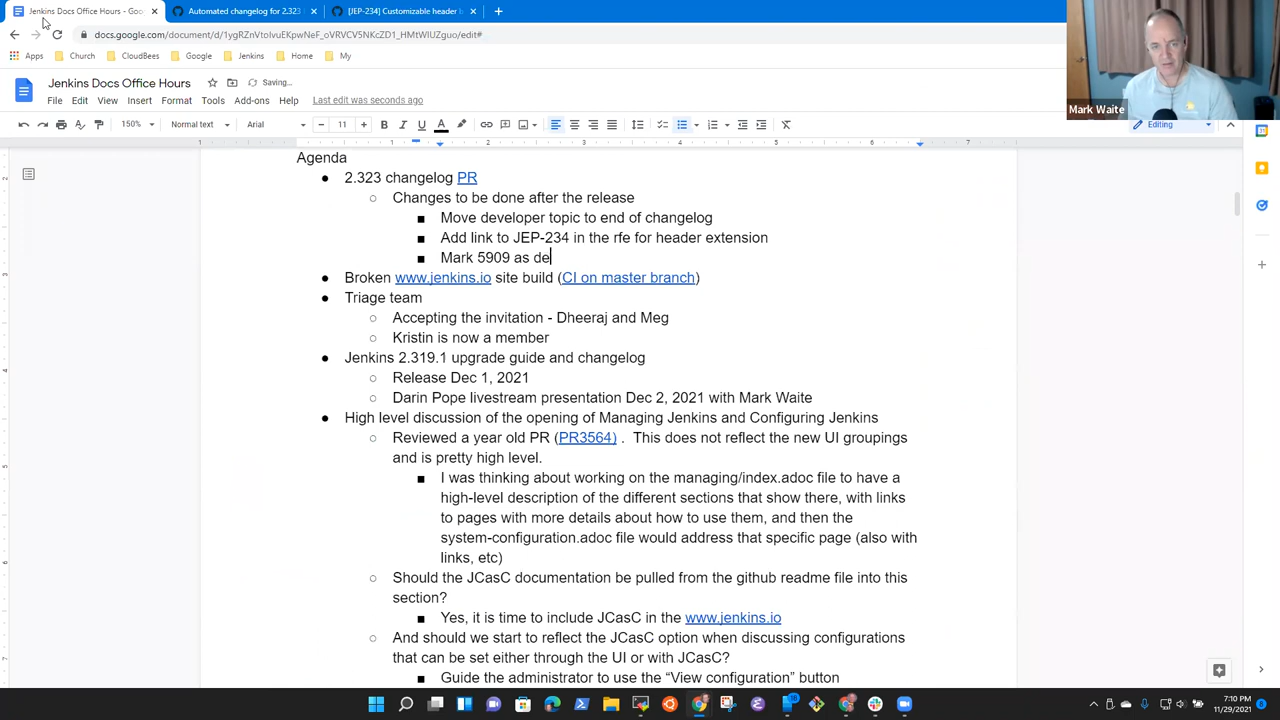 Jenkins Docs Office Hours - Goo
Automated changelog for 2.323
[JEP-234] Customizable header b
docs.google.com/document/d/1ygRZnVtoIvuEKpwNeF_oVRVCV5NKcZD1_HMtWIUZguo/edit#
Apps Church CloudBees Google Jenkins Home My
Mark Waite
Jenkins Docs Office Hours
Saving...
File Edit View Insert Format Tools Add-ons Help Last edit was seconds ago
150% Normal text Arial 11 Editing
1 1 2 3 4 5 6 7
Agenda
● 2.323 changelog PR
○ Changes to be done after the release
■ Move developer topic to end of changelog
■ Add link to JEP-234 in the rfe for header extension
■ Mark 5909 as de
● Broken www.jenkins.io site build (CI on master branch)
● Triage team
○ Accepting the invitation - Dheeraj and Meg
○ Kristin is now a member
● Jenkins 2.319.1 upgrade guide and changelog
○ Release Dec 1, 2021
○ Darin Pope livestream presentation Dec 2, 2021 with Mark Waite
● High level discussion of the opening of Managing Jenkins and Configuring Jenkins
○ Reviewed a year old PR (PR3564) . This does not reflect the new UI groupings
and is pretty high level.
■ I was thinking about working on the managing/index.adoc file to have a
high-level description of the different sections that show there, with links
to pages with more details about how to use them, and then the
system-configuration.adoc file would address that specific page (also with
links, etc)
○ Should the JCasC documentation be pulled from the github readme file into this
section?
■ Yes, it is time to include JCasC in the www.jenkins.io
○ And should we start to reflect the JCasC option when discussing configurations
that can be set either through the UI or with JCasC?
■ Guide the administrator to use the “View configuration” button
7:10 PM
11/29/2021